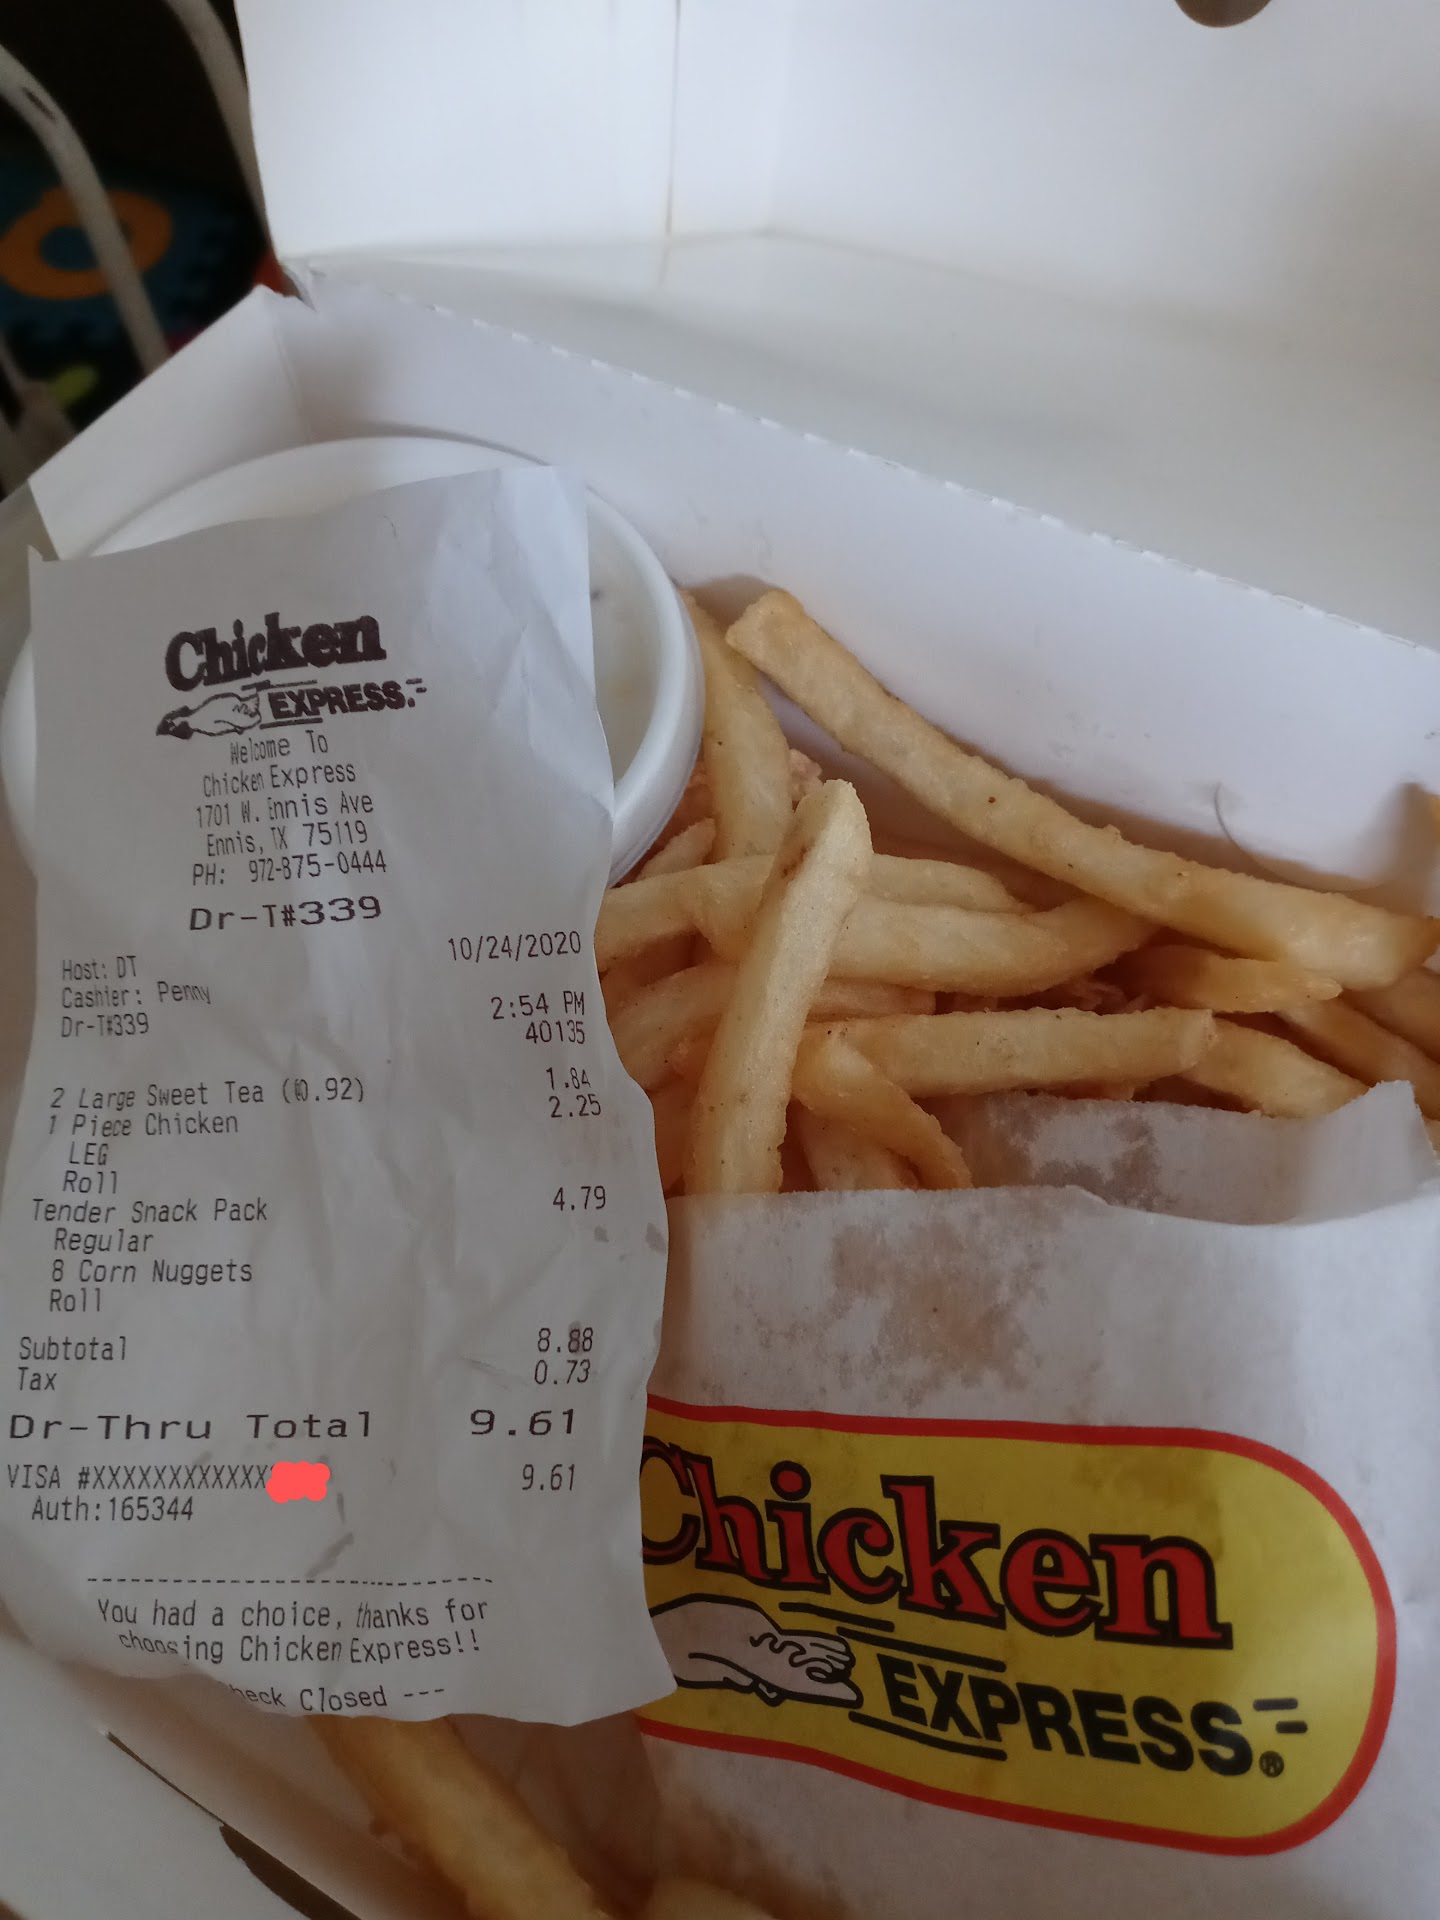 Chicken
EXPRESS.
Welcome To
Chicken Express
1701 W. Ennis Ave
Ennis, TX 75119
PH: 972-875-0444
Dr-T#339
Host: DT 10/24/2020
Cashier: Penny 2:54 PM
Dr-T#339 40135
2 Large Sweet Tea (@0.92) 1.84
1 Piece Chicken 2.25
LEG
Roll
Tender Snack Pack 4.79
Regular
8 Corn Nuggets
Roll
Subtotal 8.88
Tax 0.73
Dr-Thru Total 9.61
VISA #XXXXXXXXXXXX 9.61
Auth:165344
You had a choice, thanks for
choosing Chicken Express!!
Closed ---
Chicken
EXPRESS.®